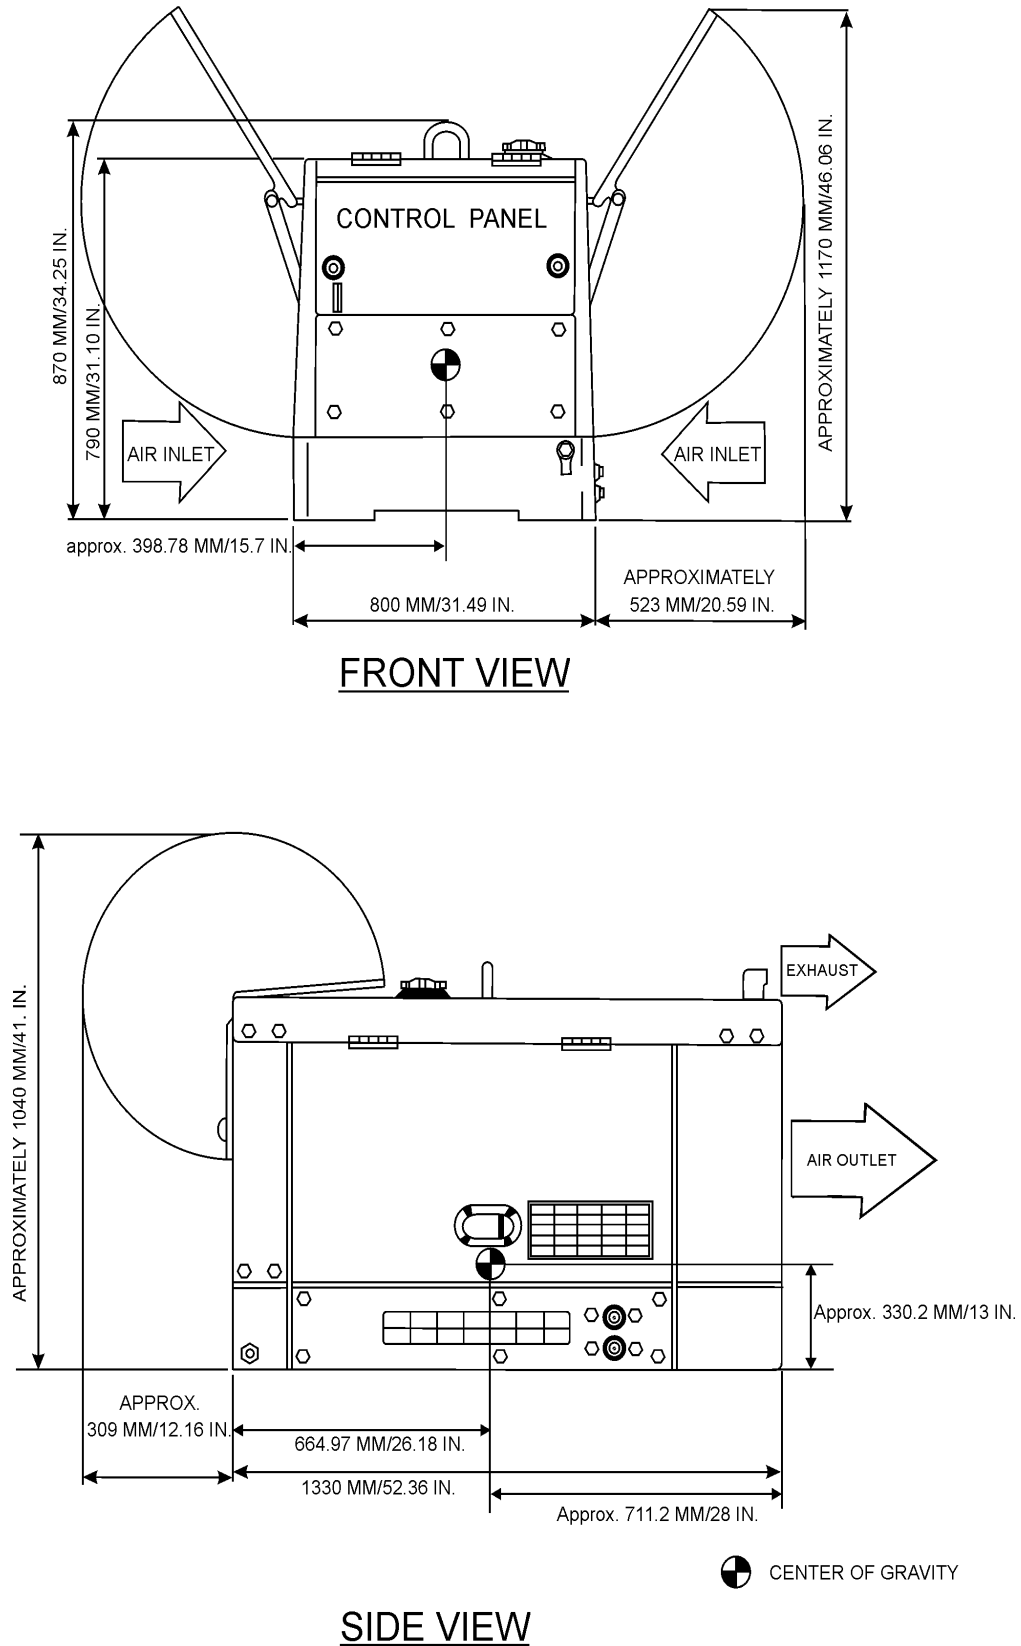 870 MM/34.25 IN.
790 MM/31.10 IN.
CONTROL PANEL
APPROXIMATELY 1170 MM/46.06 IN.
AIR INLET
AIR INLET
approx. 398.78 MM/15.7 IN.
800 MM/31.49 IN.
APPROXIMATELY
523 MM/20.59 IN.
FRONT VIEW
APPROXIMATELY 1040 MM/41. IN.
EXHAUST
AIR OUTLET
Approx. 330.2 MM/13 IN.
APPROX.
309 MM/12.16 IN.
664.97 MM/26.18 IN.
1330 MM/52.36 IN.
Approx. 711.2 MM/28 IN.
CENTER OF GRAVITY
SIDE VIEW